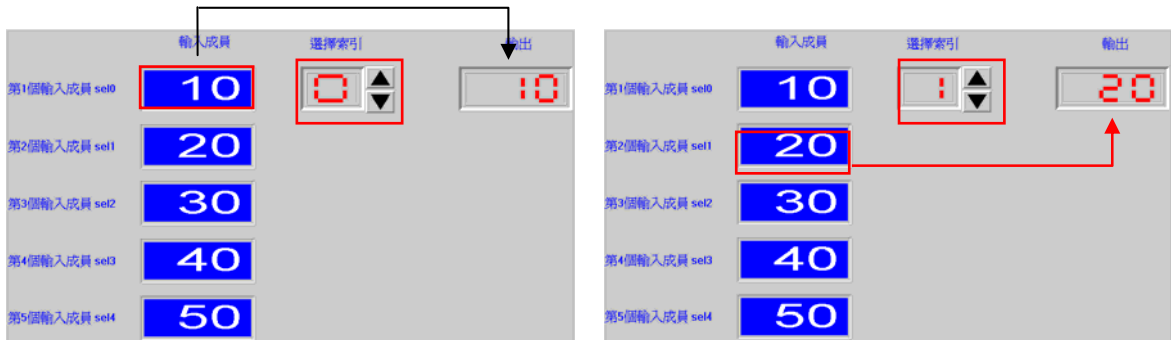 輸入成員 選擇索引 輸出
第1個輸入成員 sel0 10 0 10
第2個輸入成員 sel1 20
第3個輸入成員 sel2 30
第4個輸入成員 sel3 40
第5個輸入成員 sel4 50
輸入成員 選擇索引 輸出
第1個輸入成員 sel0 10 1 20
第2個輸入成員 sel1 20
第3個輸入成員 sel2 30
第4個輸入成員 sel3 40
第5個輸入成員 sel4 50